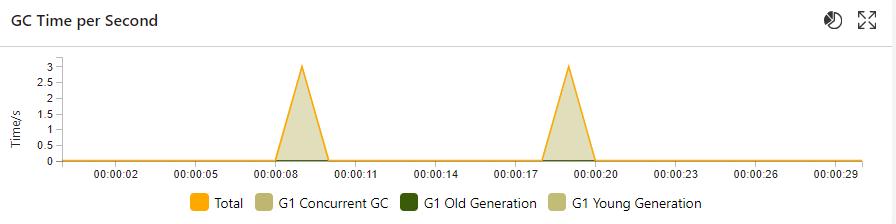 GC Time per Second
3
2.5
2
1.5
1
0.5
0
Time/s
00:00:02 00:00:05 00:00:08 00:00:11 00:00:14 00:00:17 00:00:20 00:00:23 00:00:26 00:00:29
Total G1 Concurrent GC G1 Old Generation G1 Young Generation